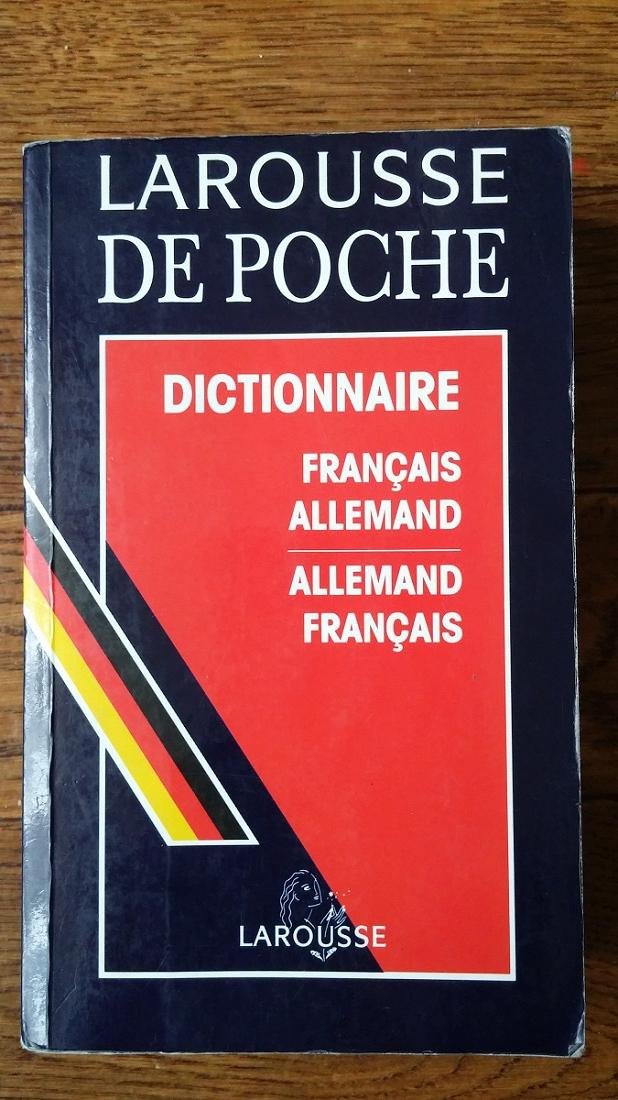 LAROUSSE
DE POCHE
DICTIONNAIRE
FRANÇAIS
ALLEMAND
ALLEMAND
FRANÇAIS
LAROUSSE